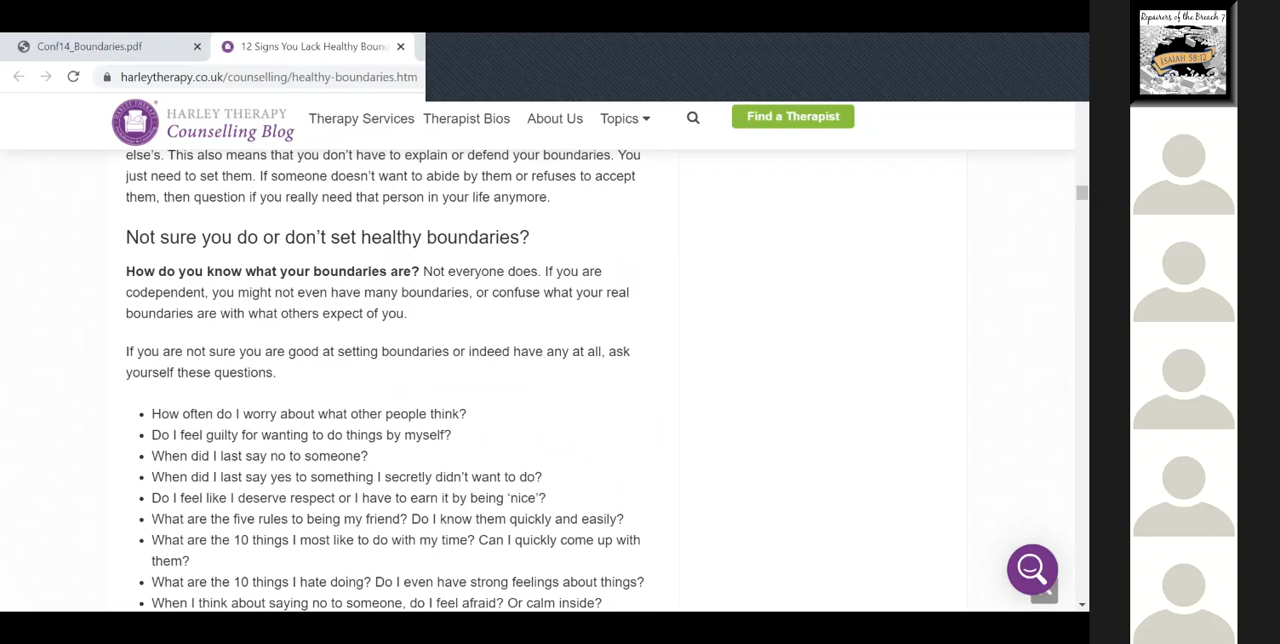 Conf14_Boundaries.pdf
12 Signs You Lack Healthy Boun
harleytherapy.co.uk/counselling/healthy-boundaries.htm
HARLEY THERAPY
Counselling Blog
Therapy Services
Therapist Bios
About Us
Topics
Find a Therapist
else's. This also means that you don't have to explain or defend your boundaries. You
just need to set them. If someone doesn't want to abide by them or refuses to accept
them, then question if you really need that person in your life anymore.
Not sure you do or don't set healthy boundaries?
How do you know what your boundaries are? Not everyone does. If you are
codependent, you might not even have many boundaries, or confuse what your real
boundaries are with what others expect of you.
If you are not sure you are good at setting boundaries or indeed have any at all, ask
yourself these questions.
• How often do I worry about what other people think?
• Do I feel guilty for wanting to do things by myself?
• When did I last say no to someone?
• When did I last say yes to something I secretly didn't want to do?
• Do I feel like I deserve respect or I have to earn it by being ‘nice’?
• What are the five rules to being my friend? Do I know them quickly and easily?
• What are the 10 things I most like to do with my time? Can I quickly come up with
them?
• What are the 10 things I hate doing? Do I even have strong feelings about things?
• When I think about saying no to someone, do I feel afraid? Or calm inside?
Repairers of the Breach 7
ISAIAH 58:12